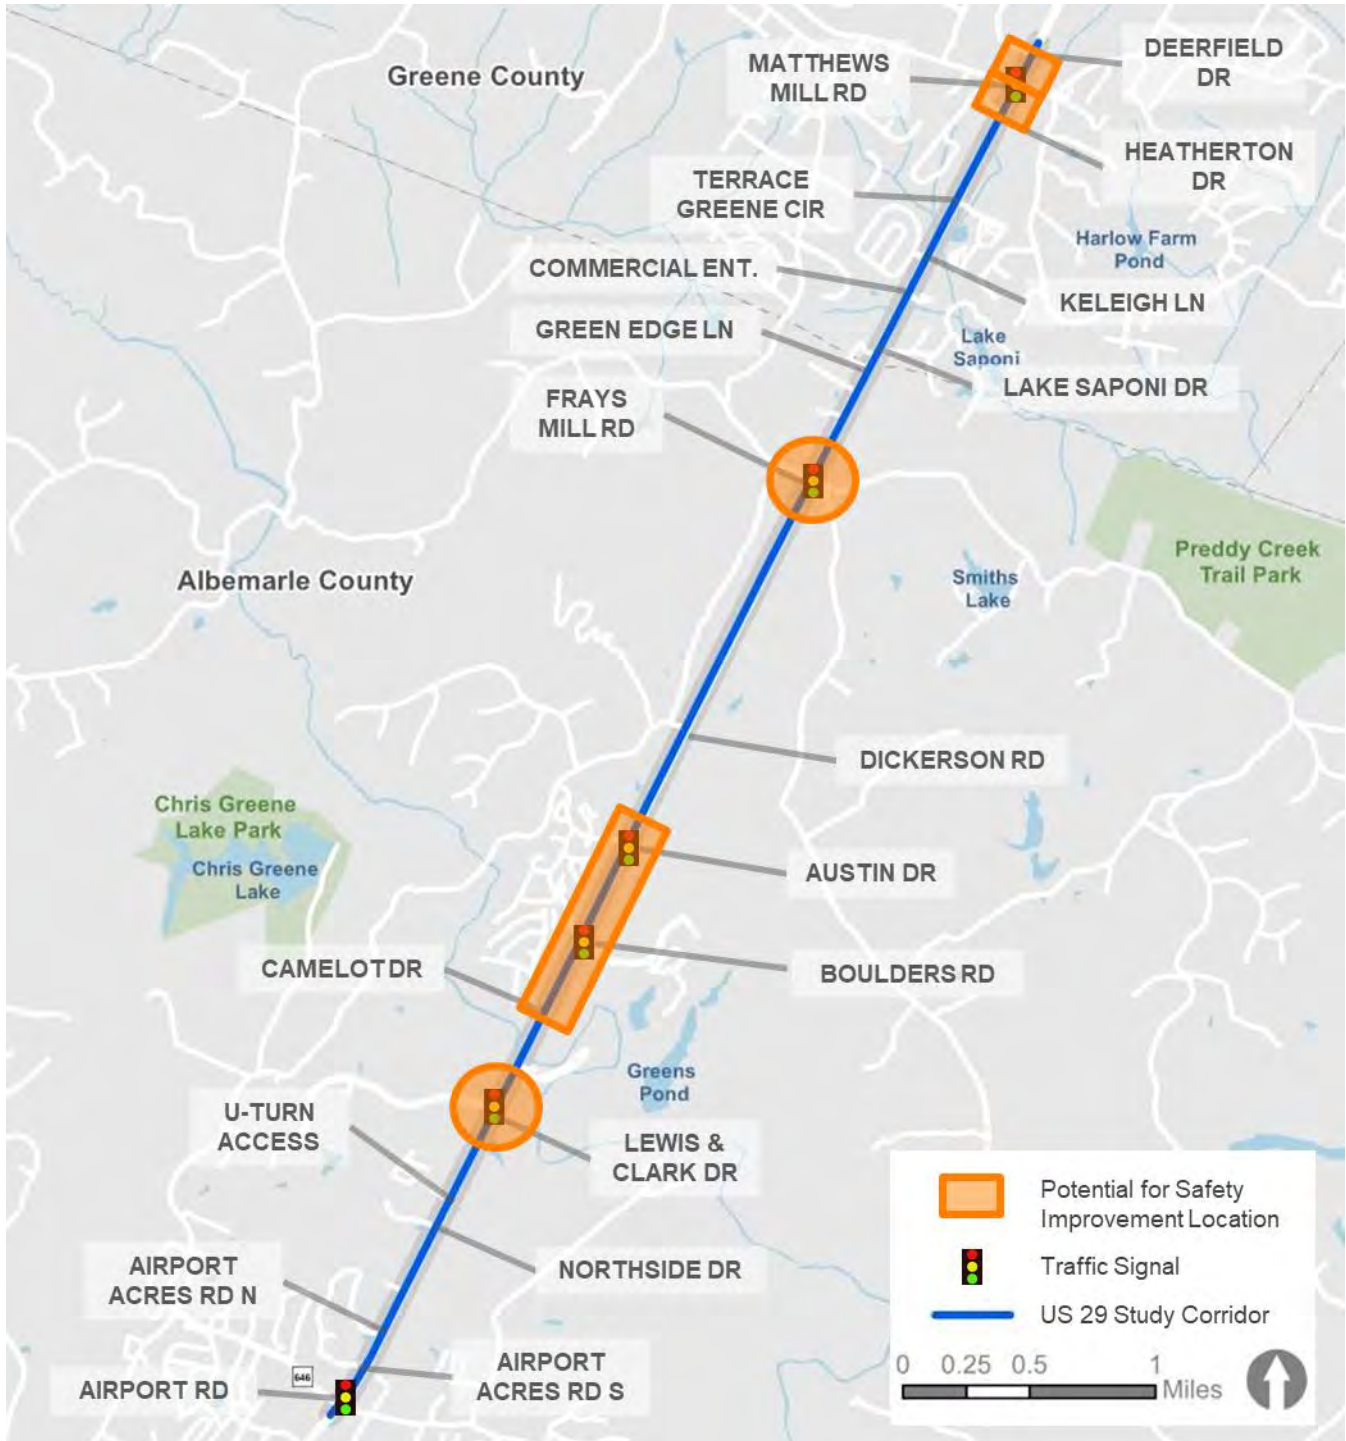 Greene County
MATTHEWS
MILL RD
DEERFIELD
DR
HEATHERTON
DR
TERRACE
GREENE CIR
Harlow Farm
Pond
COMMERCIAL ENT.
KELEIGH LN
GREEN EDGE LN
Lake
Saponi
LAKE SAPONI DR
FRAYS
MILL RD
Preddy Creek
Trail Park
Albemarle County
Smiths
Lake
DICKERSON RD
Chris Greene
Lake Park
Chris Greene
Lake
AUSTIN DR
CAMELOT DR
BOULDERS RD
Greens
Pond
U-TURN
ACCESS
LEWIS &
CLARK DR
NORTHSIDE DR
AIRPORT
ACRES RD N
646
AIRPORT RD
AIRPORT
ACRES RD S
Potential for Safety
Improvement Location
Traffic Signal
US 29 Study Corridor
0 0.25 0.5 1
Miles